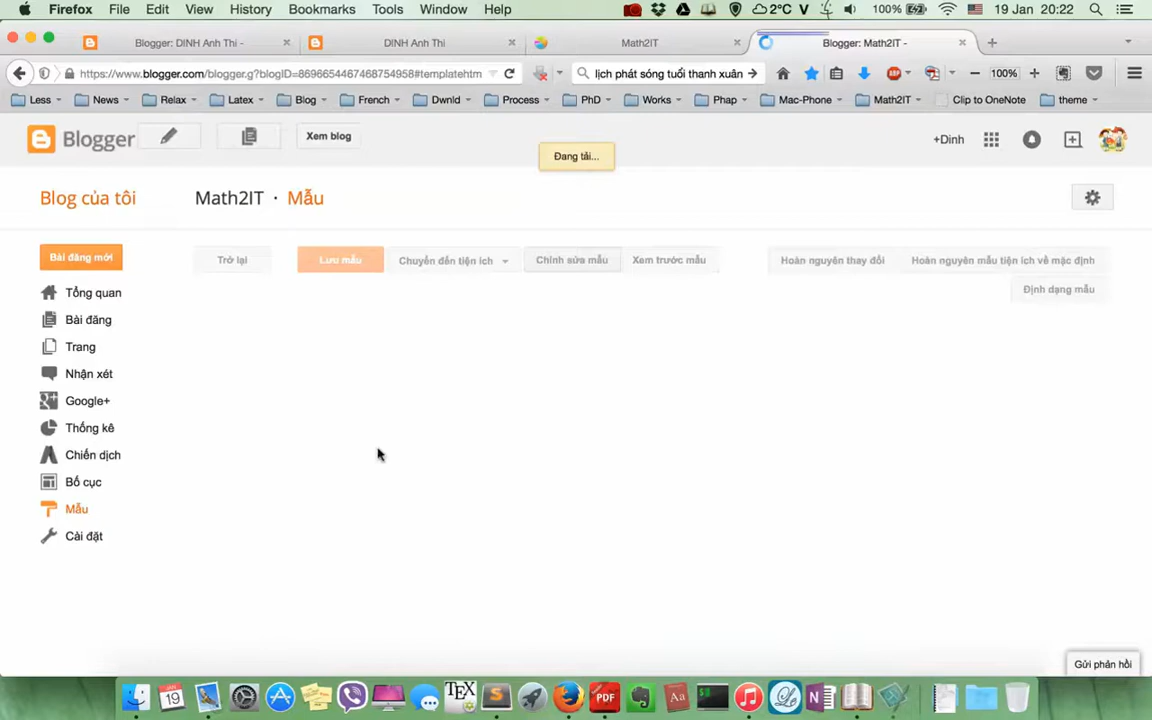 Firefox File Edit View History Bookmarks Tools Window Help 2°C V 100% 19 Jan 20:22
Blogger: DINH Anh Thi - DINH Anh Thi Math2IT Blogger: Math2IT -
https://www.blogger.com/blogger.g?blogID=8696654467468754958#templatehtm lịch phát sóng tuổi thanh xuân 100%
Less News Relax Latex Blog French Dwnld Process PhD Works Phap Mac-Phone Math2IT Clip to OneNote theme
Blogger Xem blog +Dinh
Đang tải...
Blog của tôi Math2IT · Mẫu
Bài đăng mới Trở lại Lưu mẫu Chuyển đến tiện ích Chỉnh sửa mẫu Xem trước mẫu Hoàn nguyên thay đổi Hoàn nguyên mẫu tiện ích về mặc định
Định dạng mẫu
Tổng quan
Bài đăng
Trang
Nhận xét
Google+
Thống kê
Chiến dịch
Bố cục
Mẫu
Cài đặt
Gửi phản hồi
JAN
19
TEX
PDF
Aa
N